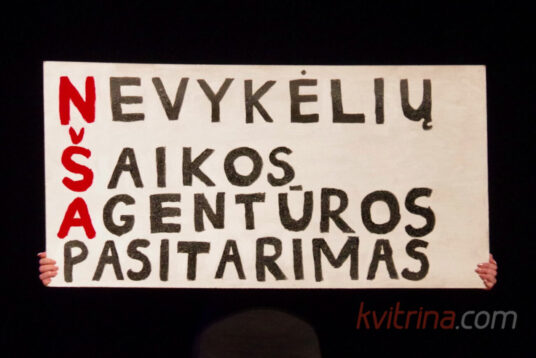 NEVYKĖLIŲ
ŠAIKOS
AGENTŪROS
PASITARIMAS
kvitrina.com